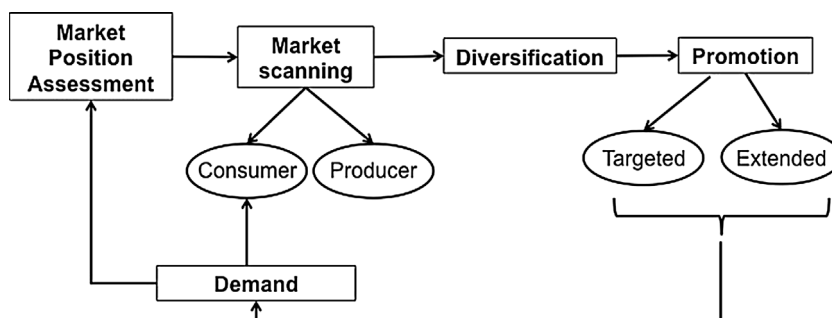 Market
Position
Assessment
Market
scanning
Diversification
Promotion
Consumer
Producer
Targeted
Extended
Demand